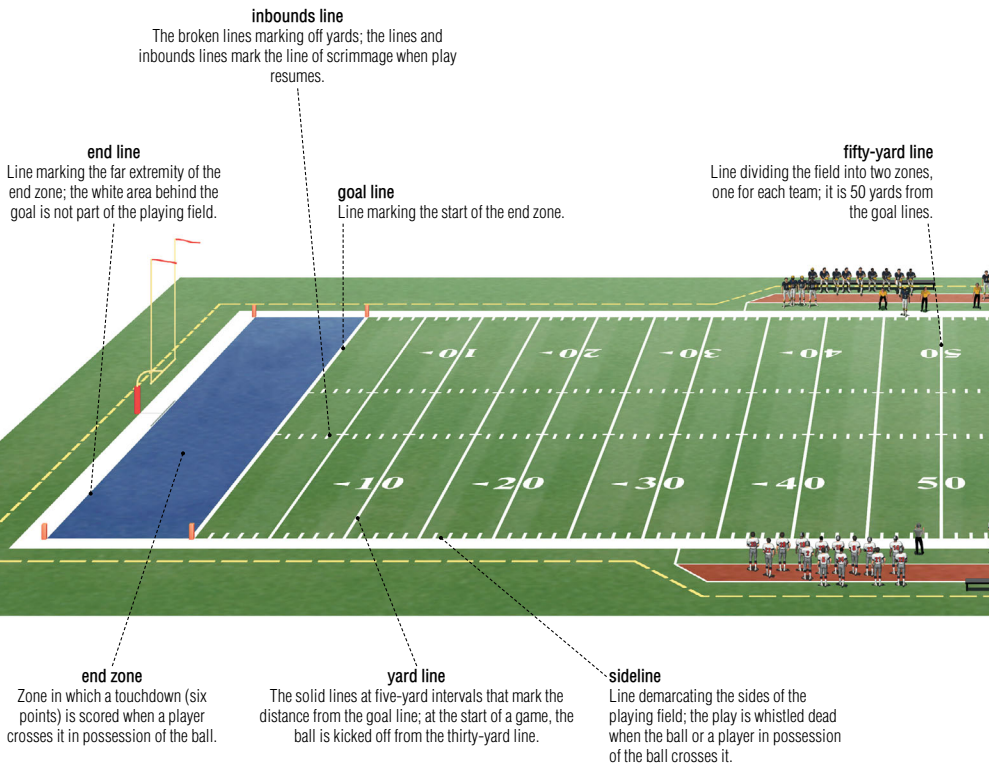 inbounds line
The broken lines marking off yards; the lines and
inbounds lines mark the line of scrimmage when play
resumes.
end line
Line marking the far extremity of the
end zone; the white area behind the
goal is not part of the playing field.
goal line
Line marking the start of the end zone.
fifty-yard line
Line dividing the field into two zones,
one for each team; it is 50 yards from
the goal lines.
10 20 30 40 50
10 20 30 40 50
end zone
Zone in which a touchdown (six
points) is scored when a player
crosses it in possession of the ball.
yard line
The solid lines at five-yard intervals that mark the
distance from the goal line; at the start of a game, the
ball is kicked off from the thirty-yard line.
sideline
Line demarcating the sides of the
playing field; the play is whistled dead
when the ball or a player in possession
of the ball crosses it.